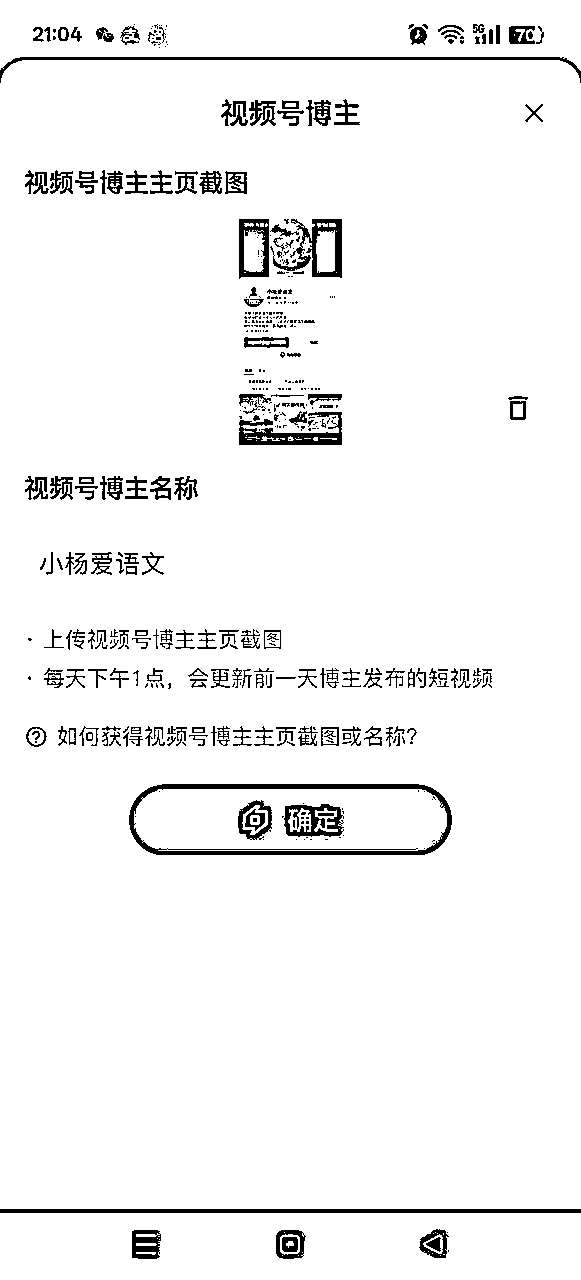 21:04
5G
70
视频号博主
视频号博主主页截图
视频号博主名称
小杨爱语文
· 上传视频号博主主页截图
· 每天下午1点，会更新前一天博主发布的短视频
如何获得视频号博主主页截图或名称?
确定